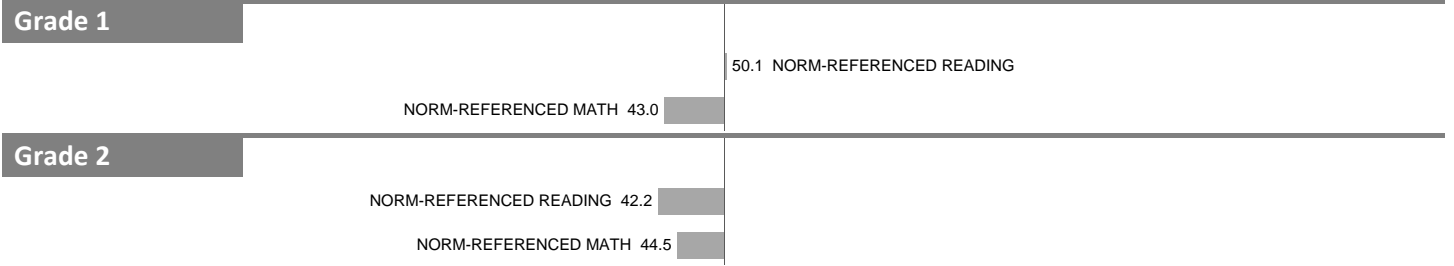 Grade 1
50.1 NORM-REFERENCED READING
NORM-REFERENCED MATH 43.0
Grade 2
NORM-REFERENCED READING 42.2
NORM-REFERENCED MATH 44.5